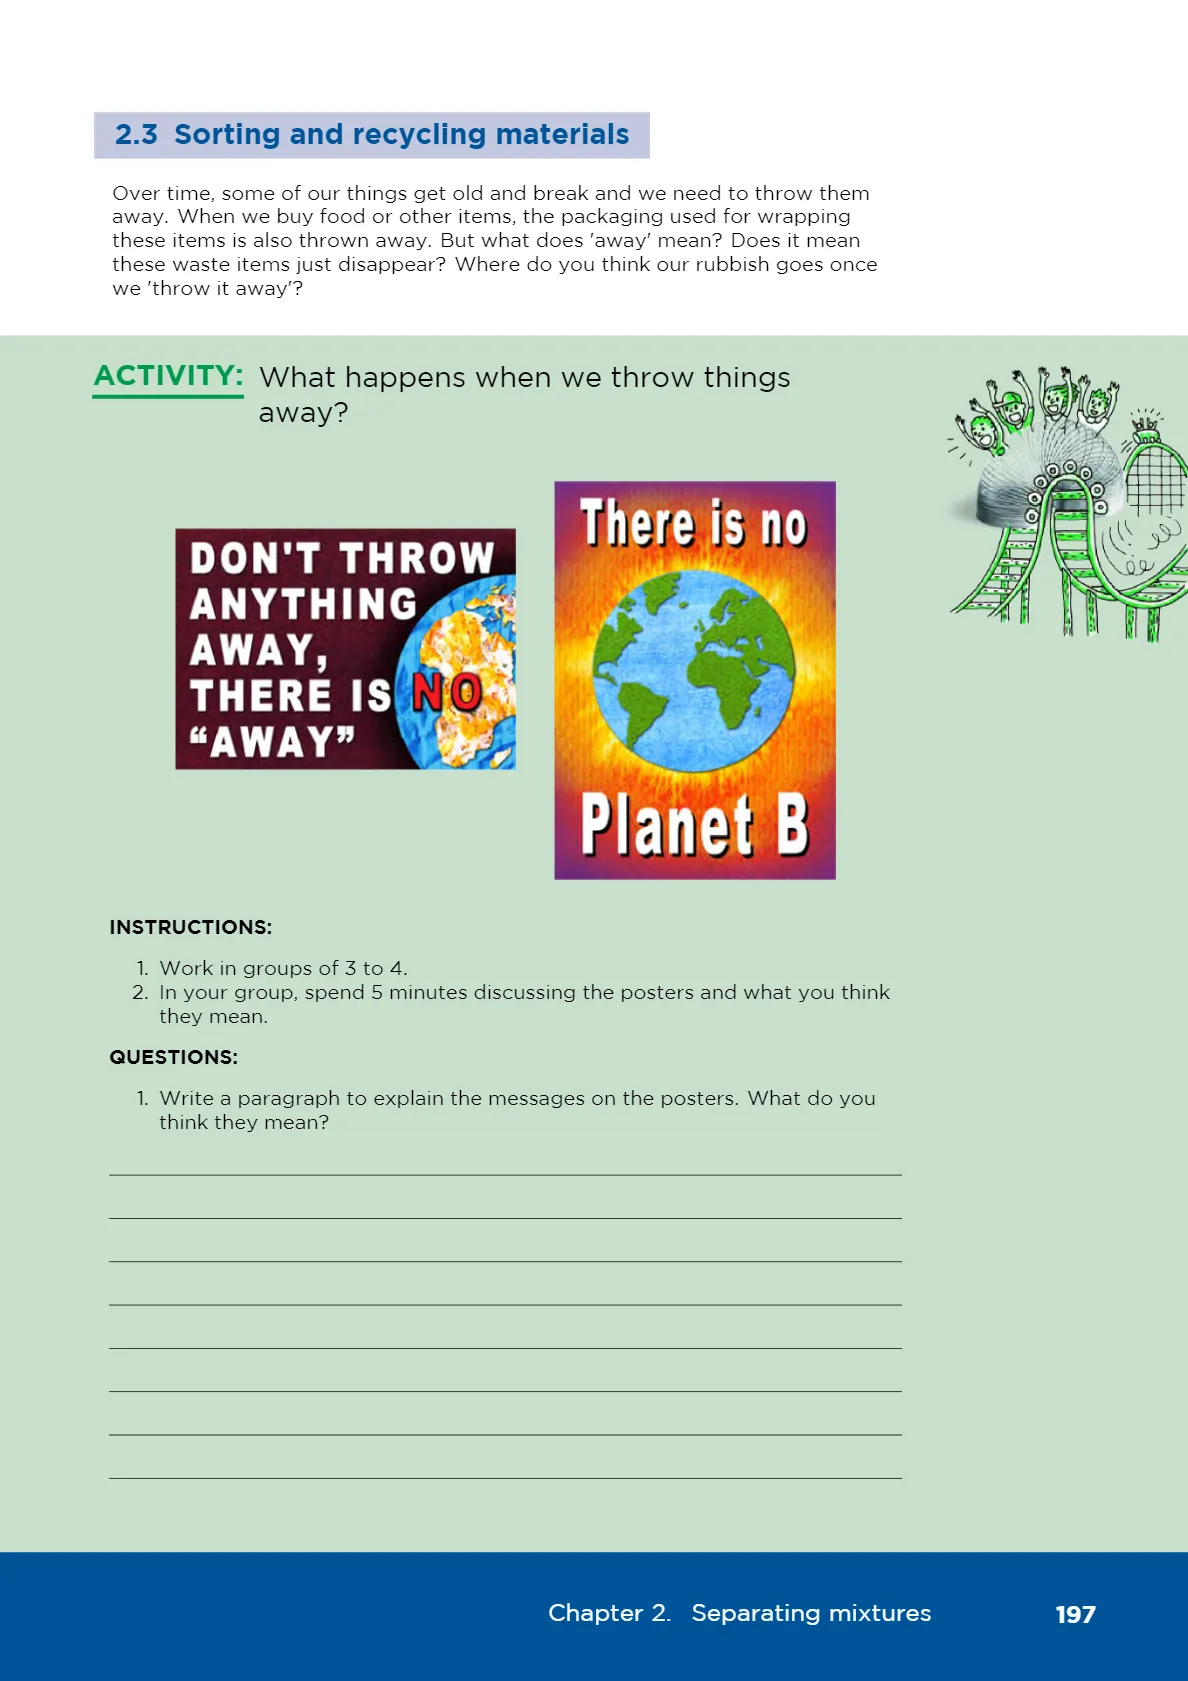 2.3 Sorting and recycling materials
Over time, some of our things get old and break and we need to throw them
away. When we buy food or other items, the packaging used for wrapping
these items is also thrown away. But what does 'away' mean? Does it mean
these waste items just disappear? Where do you think our rubbish goes once
we 'throw it away'?
ACTIVITY: What happens when we throw things
away?
DON'T THROW
ANYTHING
AWAY,
THERE IS NO
“AWAY”
There is no
Planet B
INSTRUCTIONS:
1. Work in groups of 3 to 4.
2. In your group, spend 5 minutes discussing the posters and what you think
they mean.
QUESTIONS:
1. Write a paragraph to explain the messages on the posters. What do you
think they mean?
Chapter 2. Separating mixtures 197